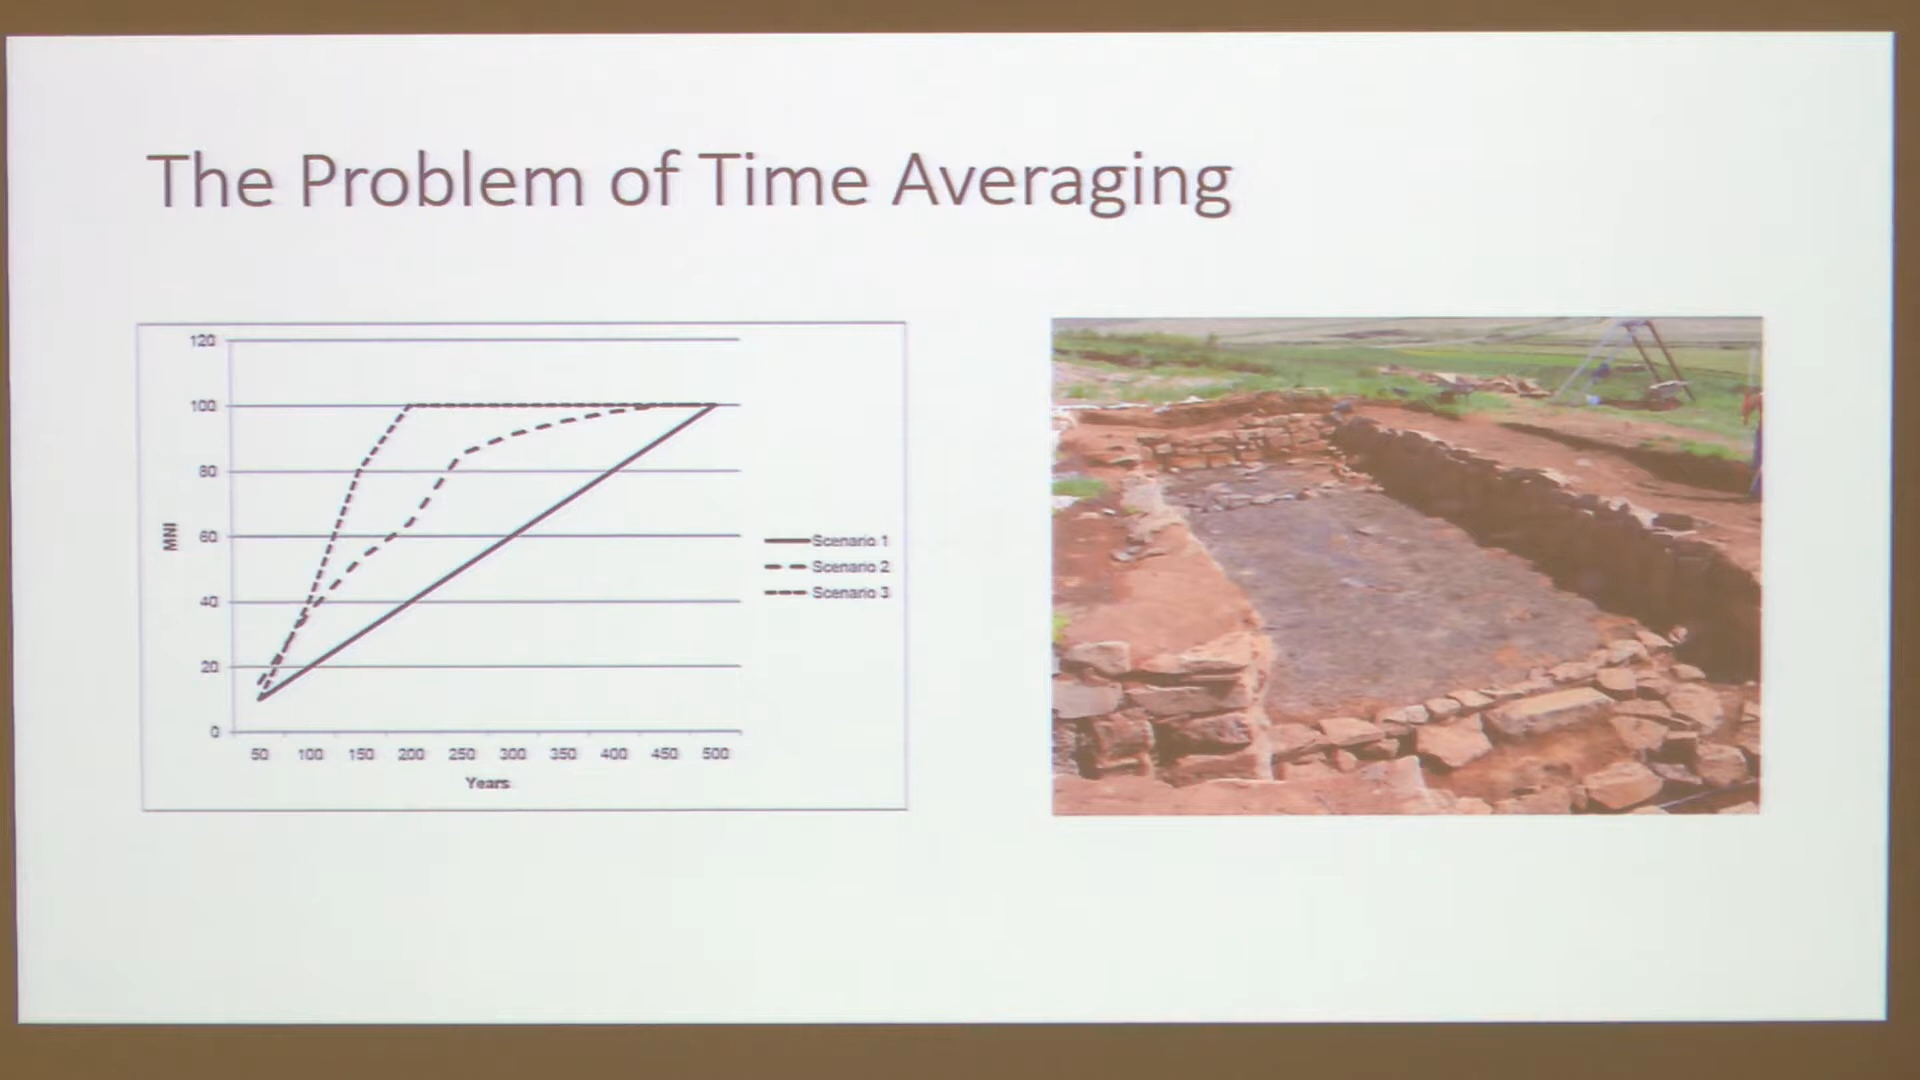 The Problem of Time Averaging
120
100
80
60
40
20
0
MNI
50 100 150 200 250 300 350 400 450 500
Years
Scenario 1
Scenario 2
Scenario 3